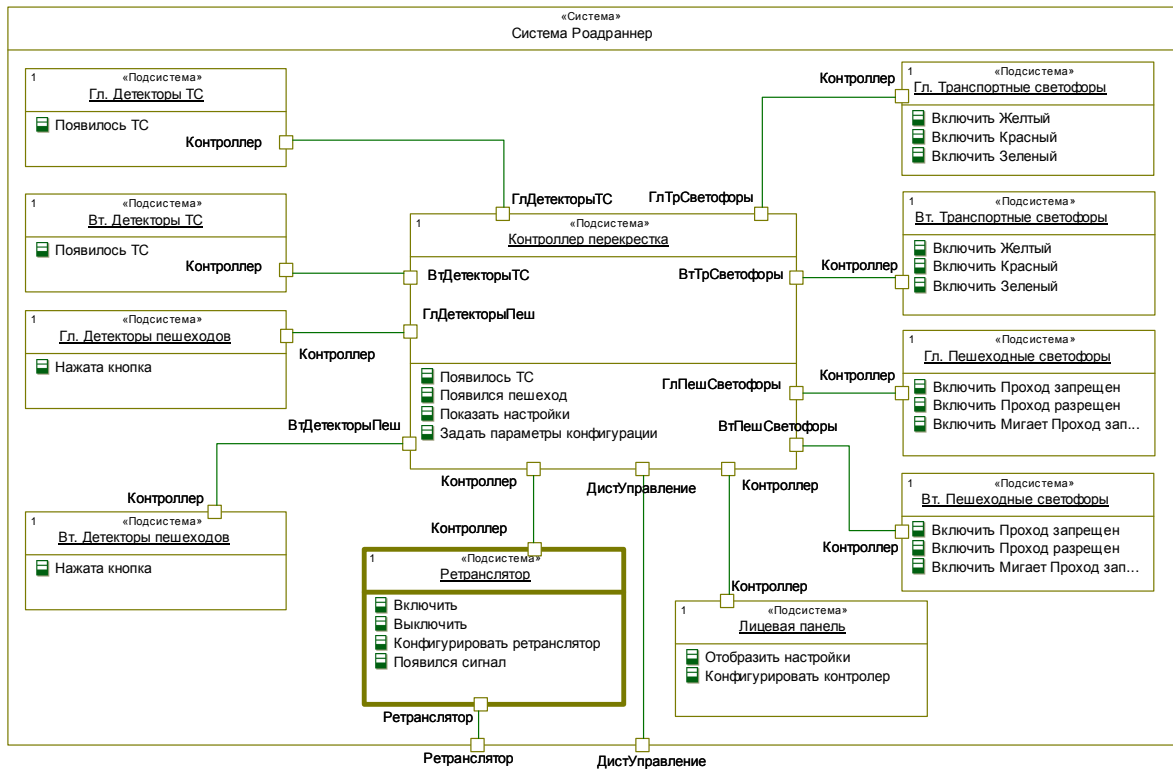 «Система»
Система Роадраннер
1
«Подсистема»
Гл. Детекторы ТС
Появилось ТС
Контроллер
1
«Подсистема»
Вт. Детекторы ТС
Появилось ТС
Контроллер
1
«Подсистема»
Гл. Детекторы пешеходов
Контроллер
Нажата кнопка
ВтДетекторыПеш
Контроллер
1
«Подсистема»
Вт. Детекторы пешеходов
Нажата кнопка
ГлДетекторыТС
ГлТрСветофоры
1
«Подсистема»
Контроллер перекрестка
ВтДетекторыТС
ВтТрСветофоры
ГлДетекторыПеш
Появилось ТС
Появился пешеход
Показать настройки
Задать параметры конфигурации
ГлПешСветофоры
ВтПешСветофоры
Контроллер
ДистУправление
Контроллер
Контроллер
1
«Подсистема»
Ретранслятор
Включить
Выключить
Конфигурировать ретранслятор
Появился сигнал
Ретранслятор
Ретранслятор
ДистУправление
Контроллер
1
«Подсистема»
Лицевая панель
Отобразить настройки
Конфигурировать контролер
Контроллер
1
«Подсистема»
Гл. Транспортные светофоры
Включить Желтый
Включить Красный
Включить Зеленый
Контроллер
1
«Подсистема»
Вт. Транспортные светофоры
Включить Желтый
Включить Красный
Включить Зеленый
Контроллер
1
«Подсистема»
Гл. Пешеходные светофоры
Включить Проход запрещен
Включить Проход разрешен
Включить Мигает Проход зап...
Контроллер
1
«Подсистема»
Вт. Пешеходные светофоры
Включить Проход запрещен
Включить Проход разрешен
Включить Мигает Проход зап...